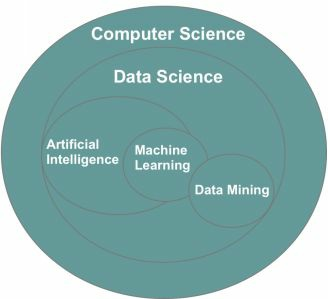 Computer Science
Data Science
Artificial
Intelligence
Machine
Learning
Data Mining